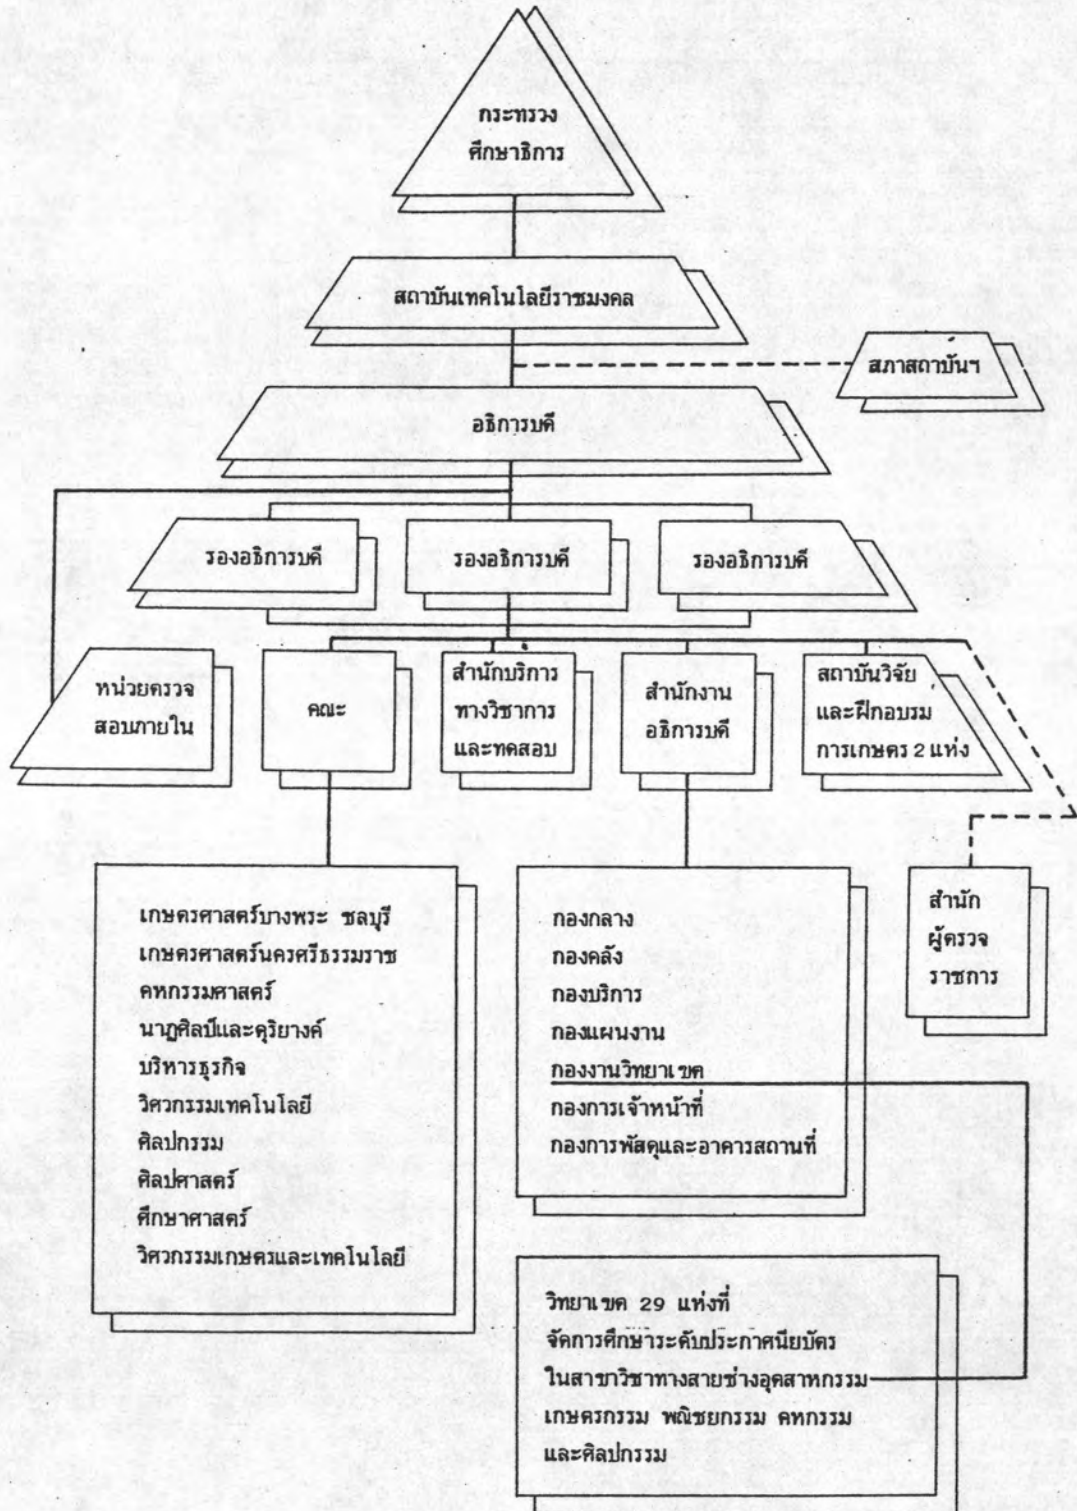 กระทรวง
ศึกษาธิการ
สถาบันเทคโนโลยีราชมงคล
สภาสถาบันฯ
อธิการบดี
รองอธิการบดี
รองอธิการบดี
รองอธิการบดี
หน่วยตรวจ
สอบภายใน
คณะ
สำนักบริการ
ทางวิชาการ
และทดสอบ
สำนักงาน
อธิการบดี
สถาบันวิจัย
และฝึกอบรม
การเกษตร 2 แห่ง
เกษตรศาสตร์บางพระ ชลบุรี
เกษตรศาสตร์นครศรีธรรมราช
คหกรรมศาสตร์
นาฏศิลป์และดุริยางค์
บริหารธุรกิจ
วิศวกรรมเทคโนโลยี
ศิลปกรรม
ศิลปศาสตร์
ศึกษาศาสตร์
วิศวกรรมเกษตรและเทคโนโลยี
กองกลาง
กองคลัง
กองบริการ
กองแผนงาน
กองงานวิทยาเขต
กองการเจ้าหน้าที่
กองการพัสดุและอาคารสถานที่
สำนัก
ผู้ตรวจ
ราชการ
วิทยาเขต 29 แห่งที่
จัดการศึกษาระดับประกาศนียบัตร
ในสาขาวิชาทางสายช่างอุตสาหกรรม
เกษตรกรรม พณิชยกรรม คหกรรม
และศิลปกรรม